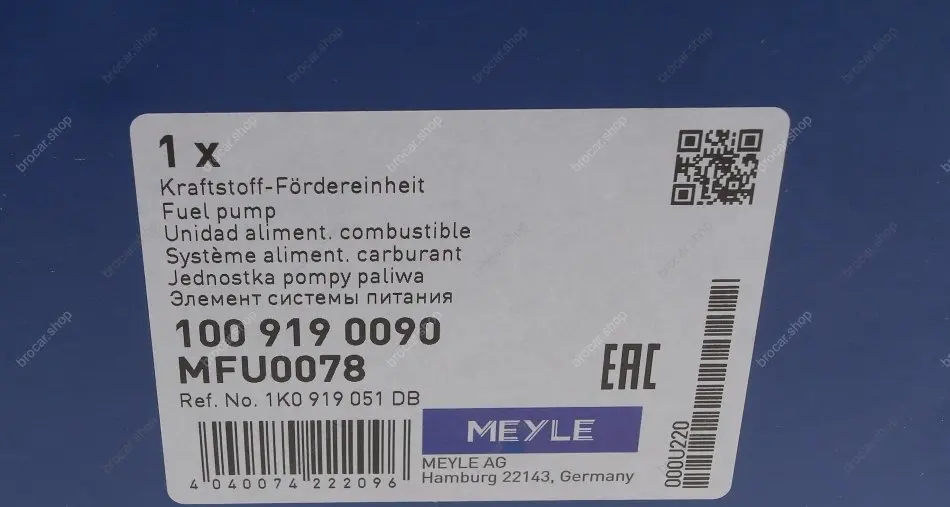 1 x
Kraftstoff-Fördereinheit
Fuel pump
Unidad aliment. combustible
Système aliment. carburant
Jednostka pompy paliwa
Элемент системы питания
100 919 0090
MFU0078
Ref. No. 1K0 919 051 DB
EAC
MEYLE
MEYLE AG
Hamburg 22143, Germany
4 040074 222096
000U220
brocar.shop